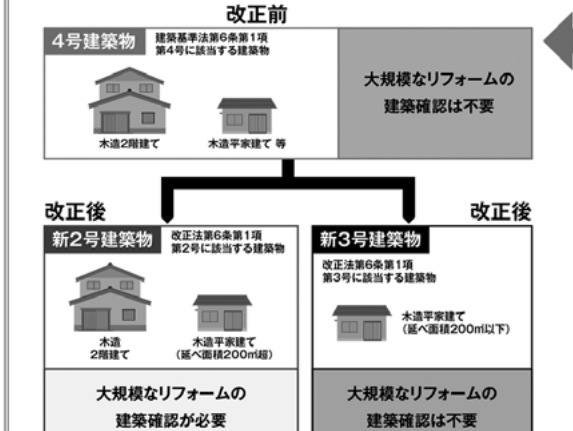 改正前
4号建築物
建築基準法第6条第1項
第4号に該当する建築物
木造2階建て
木造平家建て 等
大規模なリフォームの
建築確認は不要
改正後
新2号建築物
改正法第6条第1項
第2号に該当する建築物
木造
2階建て
木造平家建て
(延べ面積200㎡超)
大規模なリフォームの
建築確認が必要
改正後
新3号建築物
改正法第6条第1項
第3号に該当する建築物
木造平家建て
(延べ面積200㎡以下)
大規模なリフォームの
建築確認は不要